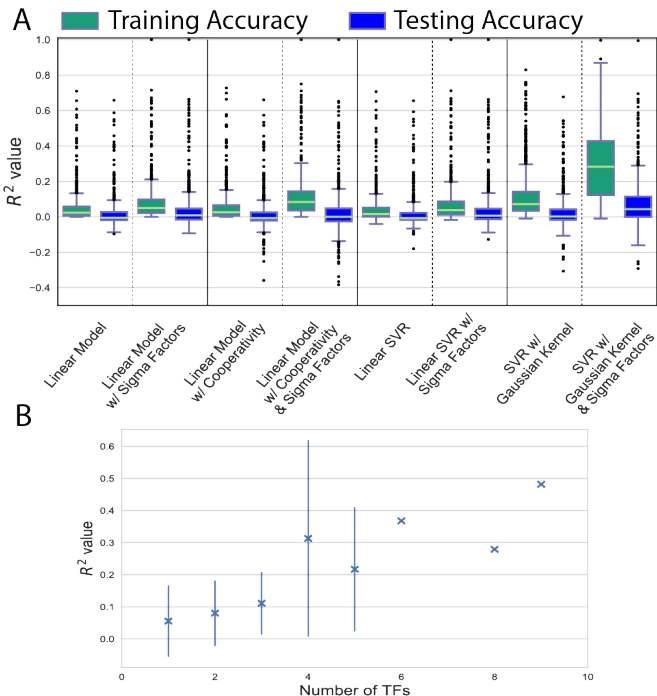 A
Training Accuracy
Testing Accuracy
1.0
0.8
0.6
0.4
0.2
0.0
−0.2
−0.4
R² value
Linear Model
Linear Model
w/ Sigma Factors
Linear Model
w/ Cooperativity
Linear Model
w/ Cooperativity
& Sigma Factors
Linear SVR
Linear SVR w/
Sigma Factors
SVR w/
Gaussian Kernel
SVR w/
Gaussian Kernel
& Sigma Factors
B
0.6
0.5
0.4
0.3
0.2
0.1
0.0
R² value
0
2
4
6
8
10
Number of TFs